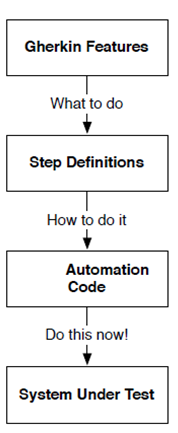 Gherkin Features
What to do
Step Definitions
How to do it
Automation
Code
Do this now!
System Under Test